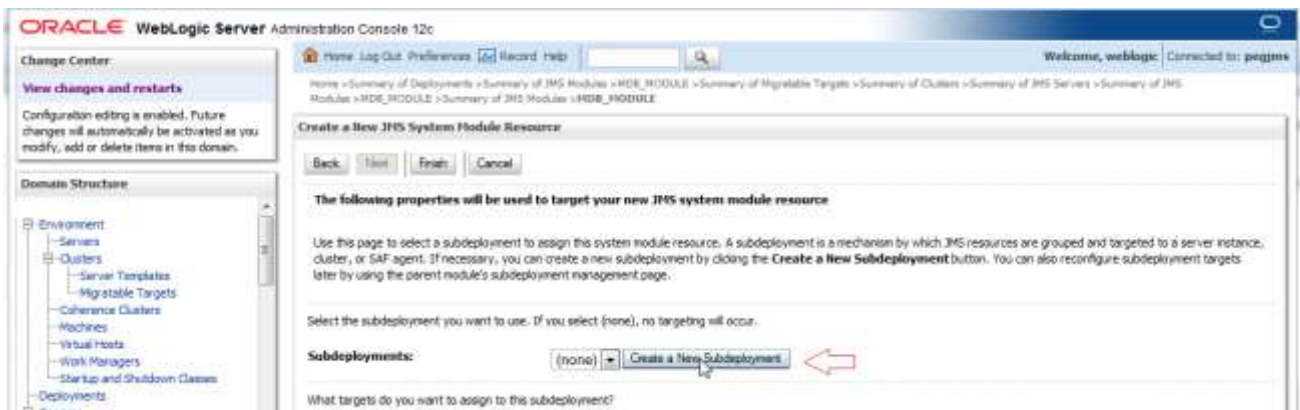 ORACLE WebLogic Server Administration Console 12c
Change Center
View changes and restarts
Configuration editing is enabled. Future
changes will automatically be activated as you
modify, add or delete items in this domain.
Domain Structure
Environment
Servers
Clusters
Server Templates
Migratable Targets
Coherence Clusters
Machines
Virtual Hosts
Work Managers
Startup and Shutdown Classes
Deployments
Home Log Out Preferences Record Help
Welcome, weblogic Connected to: pegjms
Home >Summary of Deployments >Summary of JMS Modules >MDB_MODULE >Summary of Migratable Targets >Summary of Clusters >Summary of JMS Servers >Summary of JMS
Modules >MDB_MODULE >Summary of JMS Modules >MDB_MODULE
Create a New JMS System Module Resource
Back Next Finish Cancel
The following properties will be used to target your new JMS system module resource
Use this page to select a subdeployment to assign this system module resource. A subdeployment is a mechanism by which JMS resources are grouped and targeted to a server instance,
cluster, or SAF agent. If necessary, you can create a new subdeployment by clicking the Create a New Subdeployment button. You can also reconfigure subdeployment targets
later by using the parent module's subdeployment management page.
Select the subdeployment you want to use. If you select (none), no targeting will occur.
Subdeployments: (none) Create a New Subdeployment
What targets do you want to assign to this subdeployment?